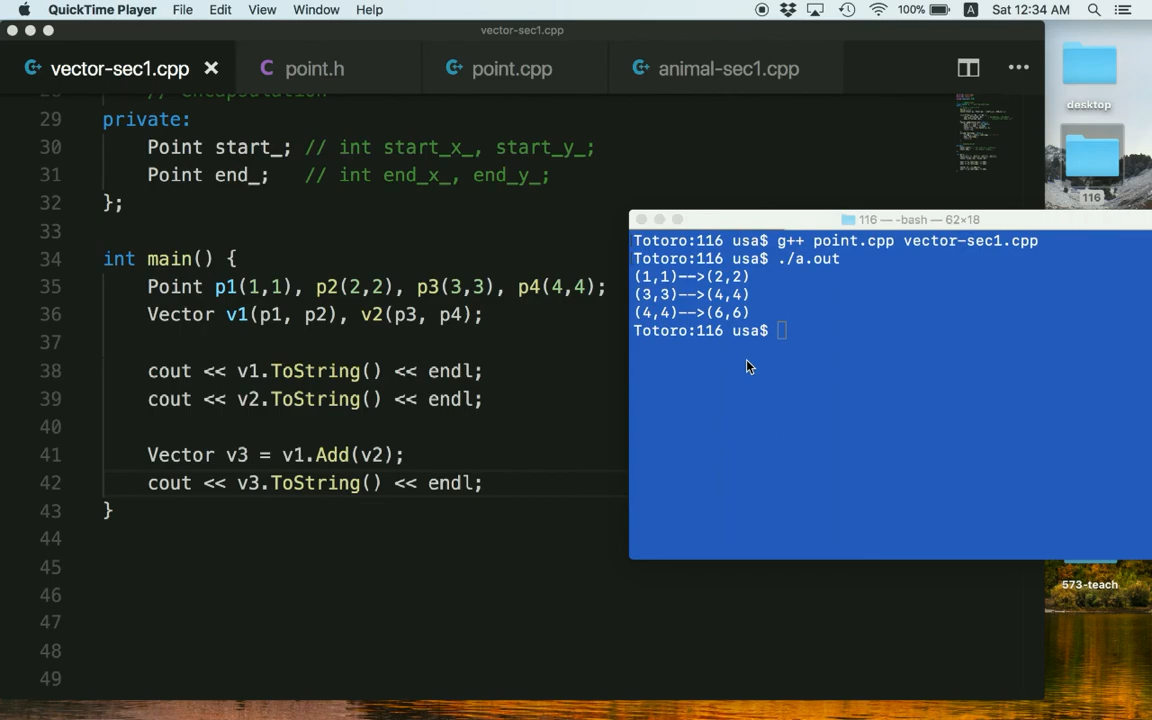 QuickTime Player File Edit View Window Help 100% A Sat 12:34 AM
vector-sec1.cpp
vector-sec1.cpp point.h point.cpp animal-sec1.cpp
28 // encapsulation
29 private:
30 Point start_; // int start_x_, start_y_;
31 Point end_; // int end_x_, end_y_;
32 };
33
34 int main() {
35 Point p1(1,1), p2(2,2), p3(3,3), p4(4,4);
36 Vector v1(p1, p2), v2(p3, p4);
37
38 cout << v1.ToString() << endl;
39 cout << v2.ToString() << endl;
40
41 Vector v3 = v1.Add(v2);
42 cout << v3.ToString() << endl;
43 }
44
45
46
47
48
49
116 — -bash — 62×18
Totoro:116 usa$ g++ point.cpp vector-sec1.cpp
Totoro:116 usa$ ./a.out
(1,1)-->(2,2)
(3,3)-->(4,4)
(4,4)-->(6,6)
Totoro:116 usa$
desktop
116
573-teach